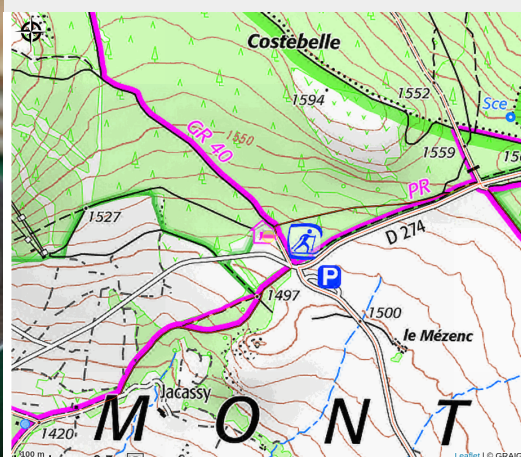 Costebelle
1594
1552
Sce
1550
GR 40
1559
PR
1527
D 274
P
1497
1500
le Mézenc
Jacassy
M O N T
1420
100 m
Leaflet | © GRAIG